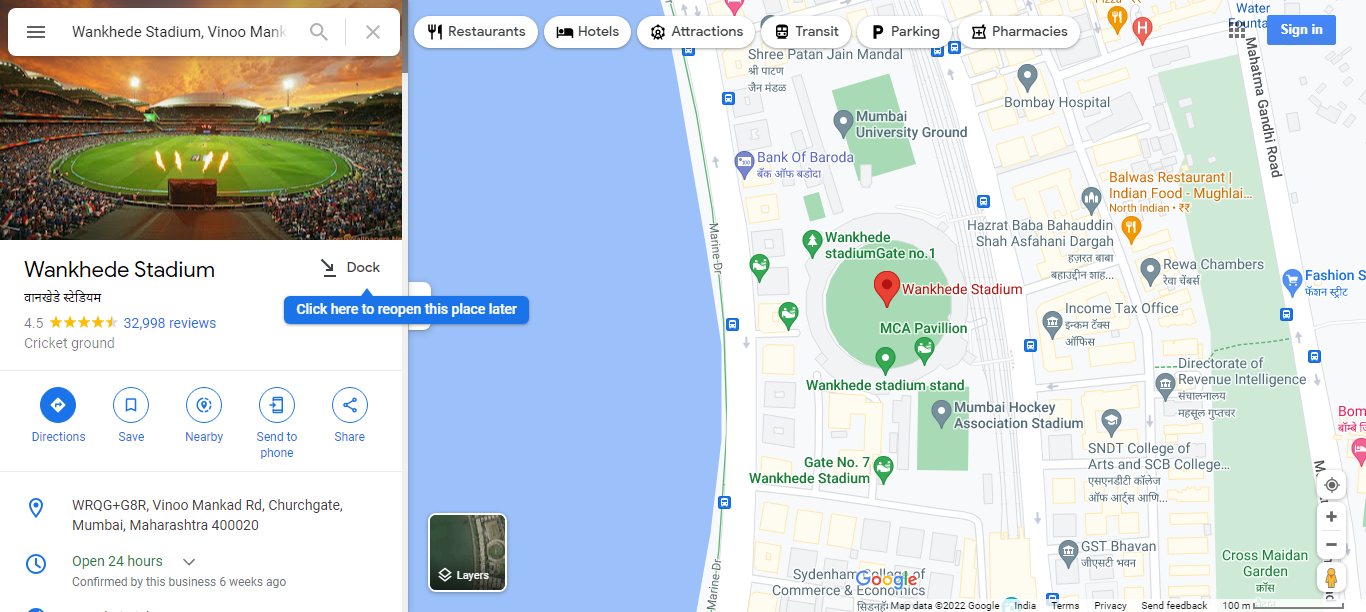 Wankhede Stadium, Vinoo Mank
Restaurants
Hotels
Attractions
Transit
Parking
Pharmacies
Sign in
Wankhede Stadium
वानखेडे स्टेडियम
Dock
Click here to reopen this place later
4.5
32,998 reviews
Cricket ground
Directions
Save
Nearby
Send to
phone
Share
WRQG+G8R, Vinoo Mankad Rd, Churchgate,
Mumbai, Maharashtra 400020
Open 24 hours
Confirmed by this business 6 weeks ago
Layers
Water
Shree Patan Jain Mandal
श्री पाटण
जैन मंडळ
Bombay Hospital
Mahatma Gandhi Road
Mumbai
University Ground
Bank Of Baroda
बॅंक ऑफ बडोदा
Balwas Restaurant |
Indian Food - Mughlai...
North Indian • ₹₹
Marine-Dr
Hazrat Baba Bahauddin
Shah Asfahani Dargah
हज़रत बाबा
बहाउद्दीन शाह...
Wankhede
stadiumGate no.1
Rewa Chambers
रेवा चेंबर्स
Fashion S
फॅशन स्ट्रीट
Wankhede Stadium
Income Tax Office
इन्कम टॅक्स
ऑफिस
MCA Pavillion
Wankhede stadium stand
Directorate of
Revenue Intelligence
संचालनालय
महसूल गुप्तचर
Mumbai Hockey
Association Stadium
Bom
SNDT College of
Arts and SCB College...
एसएनडीटी कॉलेज
ऑफ आर्ट्स आणि...
Gate No. 7
Wankhede Stadium
GST Bhavan
जीएसटी भवन
Cross Maidan
Garden
क्रॉस
Marine-Dr
Sydenham College of
Commerce & Economics
Google
Map data ©2022 Google
India
Terms
Privacy
Send feedback
100 m